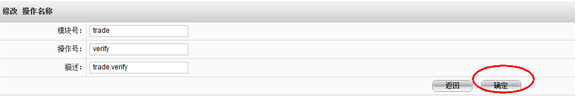 修改 操作名称
模块号: trade
操作号: verify
描述: trade.verify
返回 确定